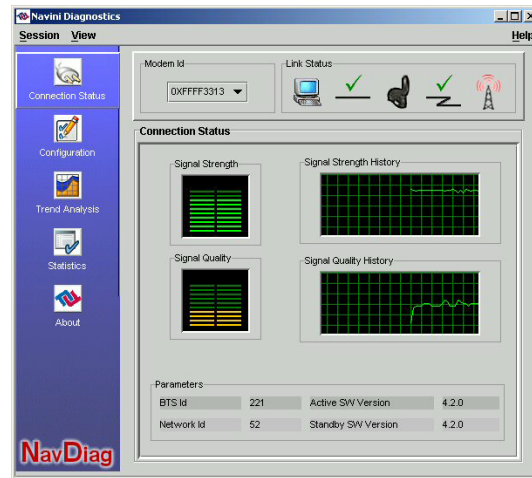 Navini Diagnostics
Session View Help
Connection Status
Configuration
Trend Analysis
Statistics
About
NavDiag
Modem Id
0XFFFF3313
Link Status
Connection Status
Signal Strength
Signal Strength History
Signal Quality
Signal Quality History
Parameters
BTS Id 221 Active SW Version 4.2.0
Network Id 52 Standby SW Version 4.2.0